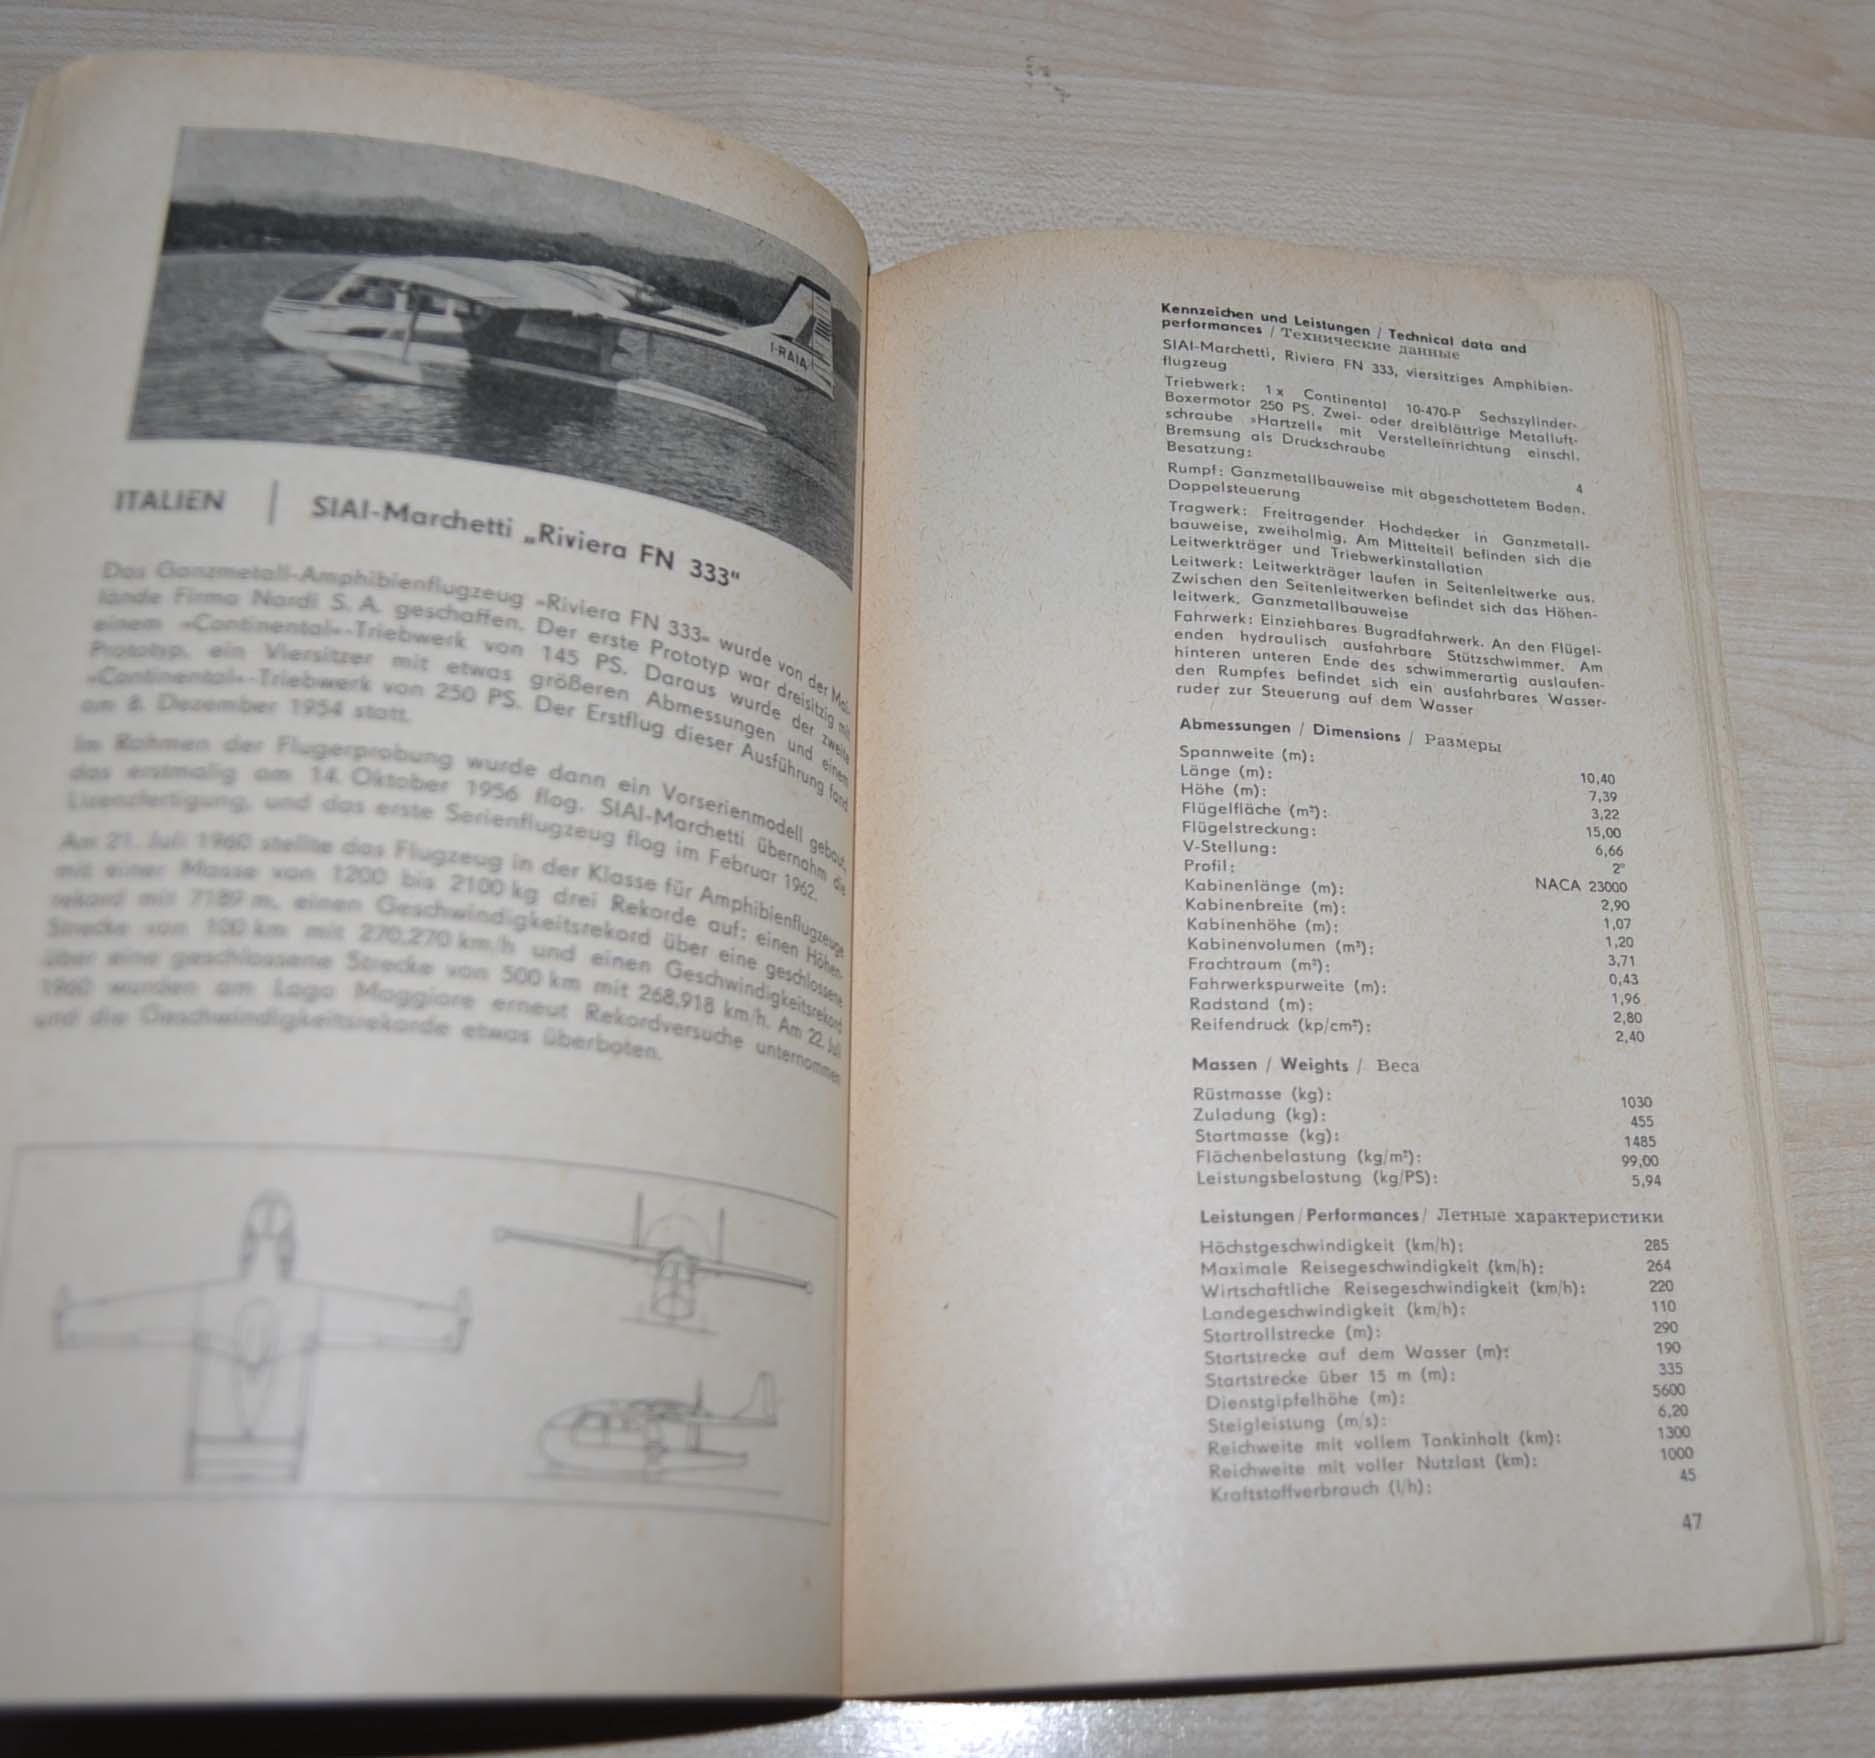 I-RAIA
ITALIEN | SIAI-Marchetti „Riviera FN 333“
Das Ganzmetall-Amphibienflugzeug »Riviera FN 333« wurde von der Mai-
lände Firma Nardi S. A. geschaffen. Der erste Prototyp war dreisitzig mit
einem »Continental«-Triebwerk von 145 PS. Daraus wurde der zweite
Prototyp, ein Viersitzer mit etwas größeren Abmessungen und einem
»Continental«-Triebwerk von 250 PS. Der Erstflug dieser Ausführung fand
am 8. Dezember 1954 statt.
Im Rahmen der Flugerprobung wurde dann ein Vorserienmodell gebaut,
das erstmalig am 14. Oktober 1956 flog. SIAI-Marchetti übernahm die
Lizenzfertigung, und das erste Serienflugzeug flog im Februar 1962.
Am 21. Juli 1960 stellte das Flugzeug in der Klasse für Amphibienflugzeuge
mit einer Masse von 1200 bis 2100 kg drei Rekorde auf: einen Höhen-
rekord mit 7189 m, einen Geschwindigkeitsrekord über eine geschlossene
Strecke von 100 km mit 270,270 km/h und einen Geschwindigkeitsrekord
über eine geschlossene Strecke von 500 km mit 268,918 km/h. Am 22. Juli
1960 wurden am Lago Maggiore erneut Rekordversuche unternommen
und die Geschwindigkeitsrekorde etwas überboten.
Kennzeichen und Leistungen / Technical data and
performances / Технические данные
SIAI-Marchetti, Riviera FN 333, viersitziges Amphibien-
flugzeug
Triebwerk: 1 x Continental 10-470-P Sechszylinder-
Boxermotor 250 PS. Zwei- oder dreiblättrige Metalluft-
schraube »Hartzell« mit Verstelleinrichtung einschl.
Bremsung als Druckschraube
Besatzung: 4
Rumpf: Ganzmetallbauweise mit abgeschottetem Boden.
Doppelsteuerung
Tragwerk: Freitragender Hochdecker in Ganzmetall-
bauweise, zweiholmig. Am Mittelteil befinden sich die
Leitwerkträger und Triebwerkinstallation
Leitwerk: Leitwerkträger laufen in Seitenleitwerke aus.
Zwischen den Seitenleitwerken befindet sich das Höhen-
leitwerk. Ganzmetallbauweise
Fahrwerk: Einziehbares Bugradfahrwerk. An den Flügel-
enden hydraulisch ausfahrbare Stützschwimmer. Am
hinteren unteren Ende des schwimmerartig auslaufen-
den Rumpfes befindet sich ein ausfahrbares Wasser-
ruder zur Steuerung auf dem Wasser
Abmessungen / Dimensions / Размеры
Spannweite (m): 10,40
Länge (m): 7,39
Höhe (m): 3,22
Flügelfläche (m²): 15,00
Flügelstreckung: 6,66
V-Stellung: 2°
Profil: NACA 23000
Kabinenlänge (m): 2,90
Kabinenbreite (m): 1,07
Kabinenhöhe (m): 1,20
Kabinenvolumen (m³): 3,71
Frachtraum (m³): 0,43
Fahrwerkspurweite (m): 1,96
Radstand (m): 2,80
Reifendruck (kp/cm²): 2,40
Massen / Weights / Веса
Rüstmasse (kg): 1030
Zuladung (kg): 455
Startmasse (kg): 1485
Flächenbelastung (kg/m²): 99,00
Leistungsbelastung (kg/PS): 5,94
Leistungen / Performances / Летные характеристики
Höchstgeschwindigkeit (km/h): 285
Maximale Reisegeschwindigkeit (km/h): 264
Wirtschaftliche Reisegeschwindigkeit (km/h): 220
Landegeschwindigkeit (km/h): 110
Startrollstrecke (m): 290
Startstrecke auf dem Wasser (m): 190
Startstrecke über 15 m (m): 335
Dienstgipfelhöhe (m): 5600
Steigleistung (m/s): 6,20
Reichweite mit vollem Tankinhalt (km): 1300
Reichweite mit voller Nutzlast (km): 1000
Kraftstoffverbrauch (l/h): 45
47